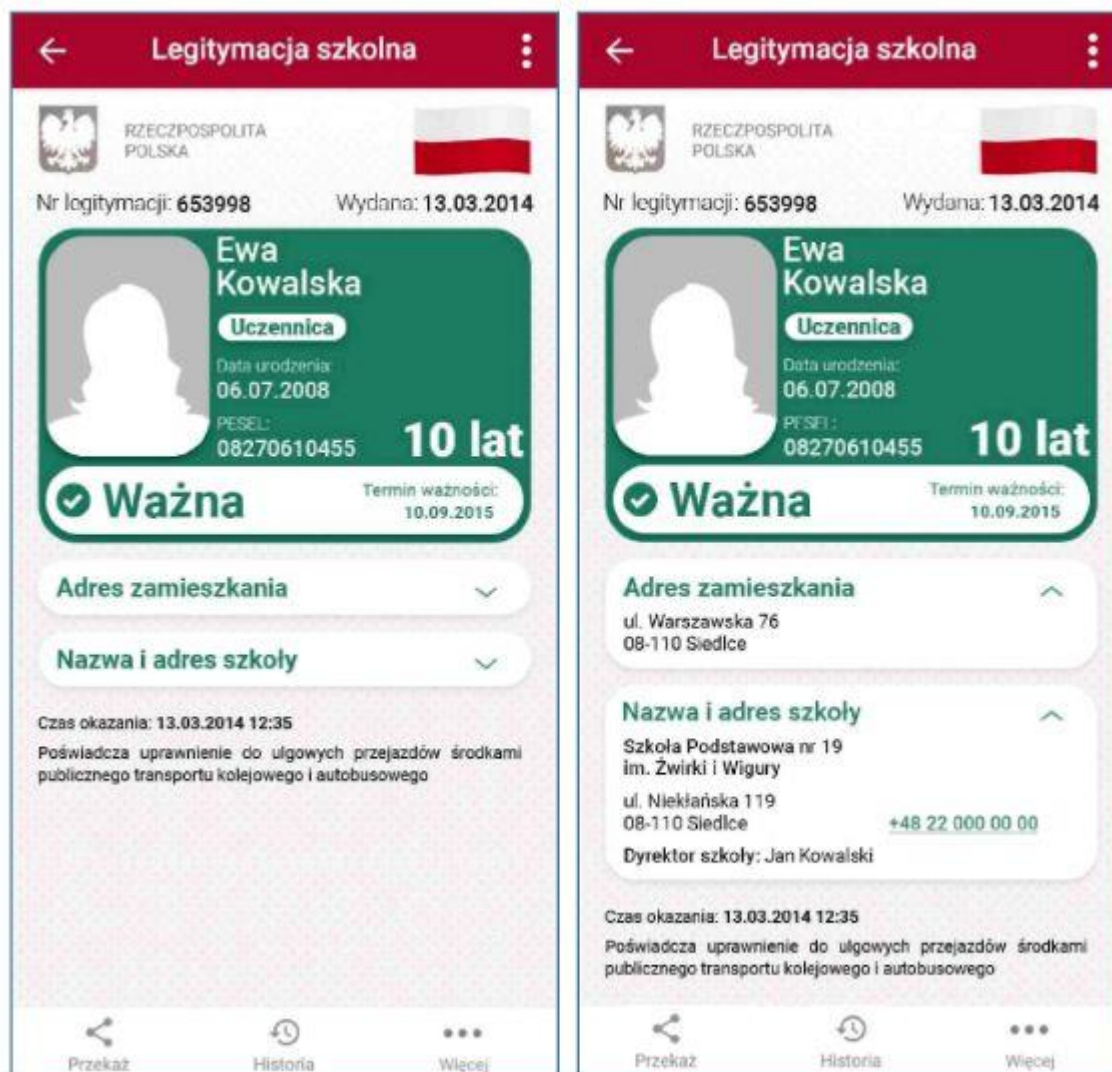 Legitymacja szkolna
RZECZPOSPOLITA
POLSKA
Nr legitymacji: 653998 Wydana: 13.03.2014
Ewa
Kowalska
Uczennica
Data urodzenia:
06.07.2008
PESEL:
08270610455
10 lat
Ważna
Termin ważności:
10.09.2015
Adres zamieszkania
Nazwa i adres szkoły
Czas okazania: 13.03.2014 12:35
Poświadcza uprawnienie do ulgowych przejazdów środkami
publicznego transportu kolejowego i autobusowego
Przekaż Historia Więcej
Legitymacja szkolna
RZECZPOSPOLITA
POLSKA
Nr legitymacji: 653998 Wydana: 13.03.2014
Ewa
Kowalska
Uczennica
Data urodzenia:
06.07.2008
PESEL:
08270610455
10 lat
Ważna
Termin ważności:
10.09.2015
Adres zamieszkania
ul. Warszawska 76
08-110 Siedlce
Nazwa i adres szkoły
Szkoła Podstawowa nr 19
im. Żwirki i Wigury
ul. Niekłańska 119
08-110 Siedlce +48 22 000 00 00
Dyrektor szkoły: Jan Kowalski
Czas okazania: 13.03.2014 12:35
Poświadcza uprawnienie do ulgowych przejazdów środkami
publicznego transportu kolejowego i autobusowego
Przekaż Historia Więcej